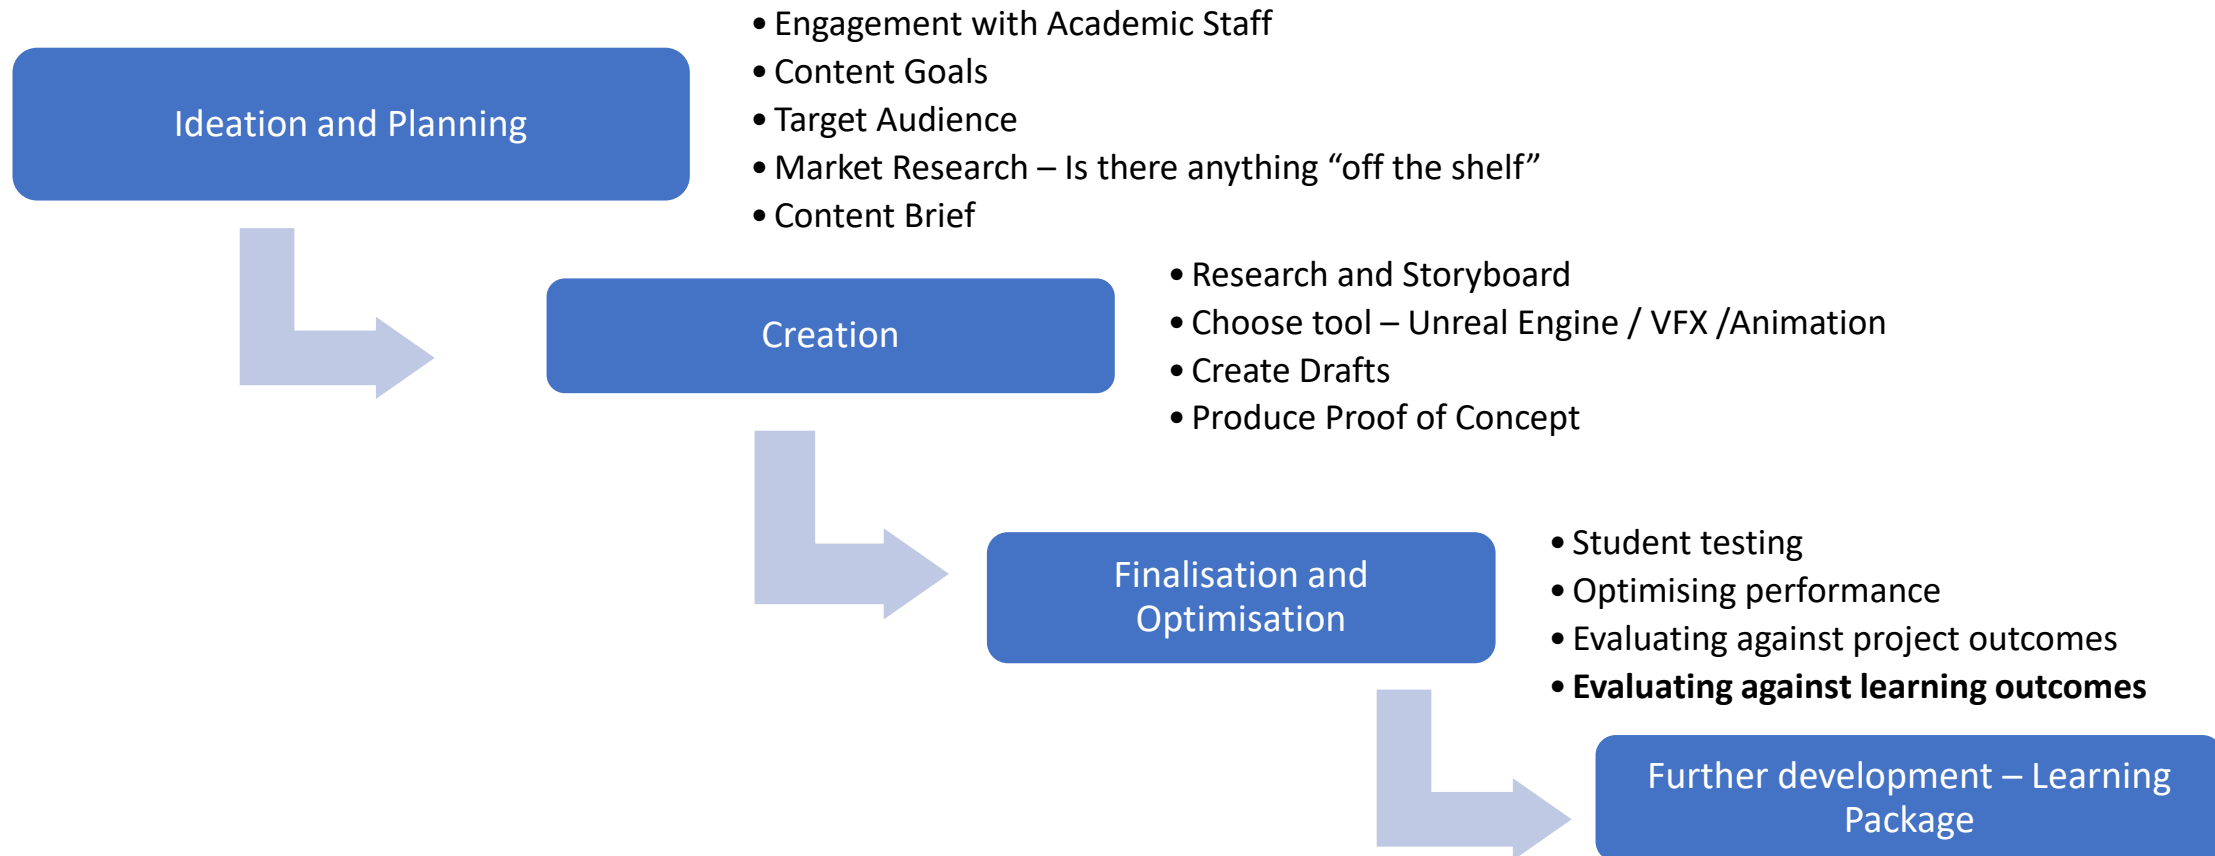 Ideation and Planning
• Engagement with Academic Staff
• Content Goals
• Target Audience
• Market Research – Is there anything “off the shelf”
• Content Brief
Creation
• Research and Storyboard
• Choose tool – Unreal Engine / VFX /Animation
• Create Drafts
• Produce Proof of Concept
Finalisation and
Optimisation
• Student testing
• Optimising performance
• Evaluating against project outcomes
• Evaluating against learning outcomes
Further development – Learning
Package